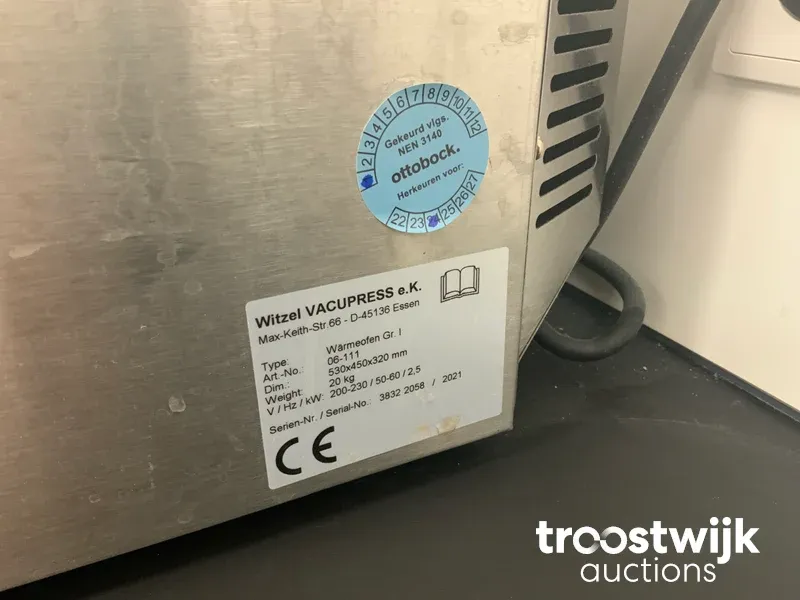 1 2 3 4 5 6 7 8 9 10 11 12
Gekeurd vlgs.
NEN 3140
ottobock.
Herkeuren voor:
22 23 24 25 26 27
Witzel VACUPRESS e.K.
Max-Keith-Str.66 - D-45136 Essen
Type: Wärmeofen Gr. I
Art.-No.: 06-111
Dim.: 530x450x320 mm
Weight: 20 kg
V / Hz / kW: 200-230 / 50-60 / 2,5
Serien-Nr. / Serial-No.: 3832 2058 / 2021
CE
troostwijk
auctions